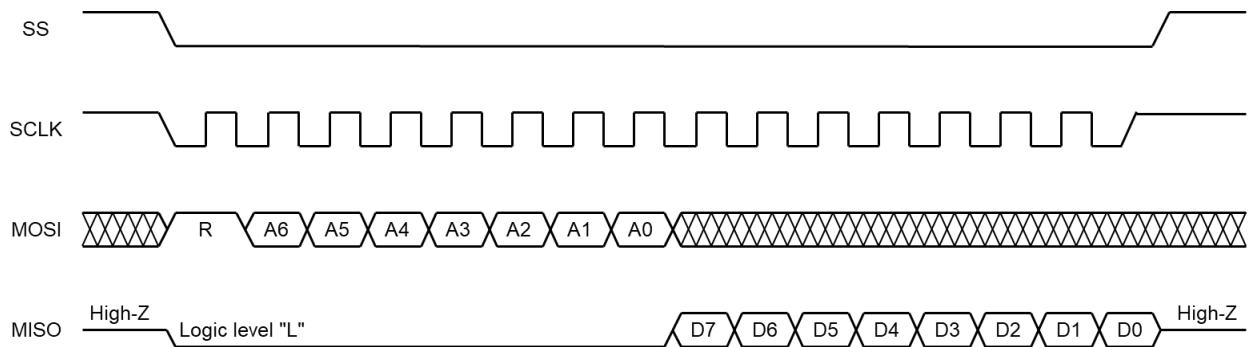 SS
SCLK
MOSI R A6 A5 A4 A3 A2 A1 A0
High-Z High-Z
MISO Logic level "L" D7 D6 D5 D4 D3 D2 D1 D0